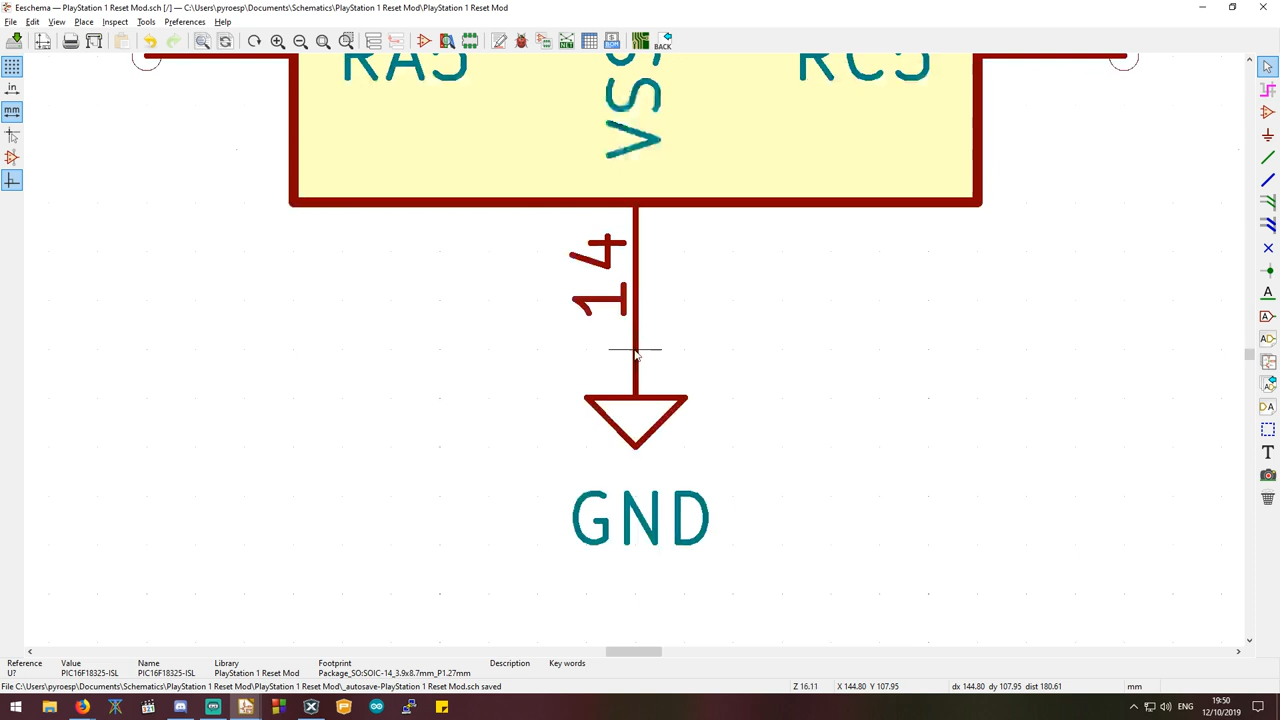 Eeschema — PlayStation 1 Reset Mod.sch [/] — C:\Users\pyroesp\Documents\Schematics\PlayStation 1 Reset Mod\PlayStation 1 Reset Mod
File Edit View Place Inspect Tools Preferences Help
BOM BACK
in
mm
RA5 VSS RC5
14
GND
A
A
AD
AD
DA
T
Reference Value Name Library Footprint Description Key words
U? PIC16F18325-ISL PIC16F18325-ISL PlayStation 1 Reset Mod Package_SO:SOIC-14_3.9x8.7mm_P1.27mm
File C:\Users\pyroesp\Documents\Schematics\PlayStation 1 Reset Mod\PlayStation 1 Reset Mod\_autosave-PlayStation 1 Reset Mod.sch saved Z 16.11 X 144.80 Y 107.95 dx 144.80 dy 107.95 dist 180.61 mm
ENG 19:50
12/10/2019